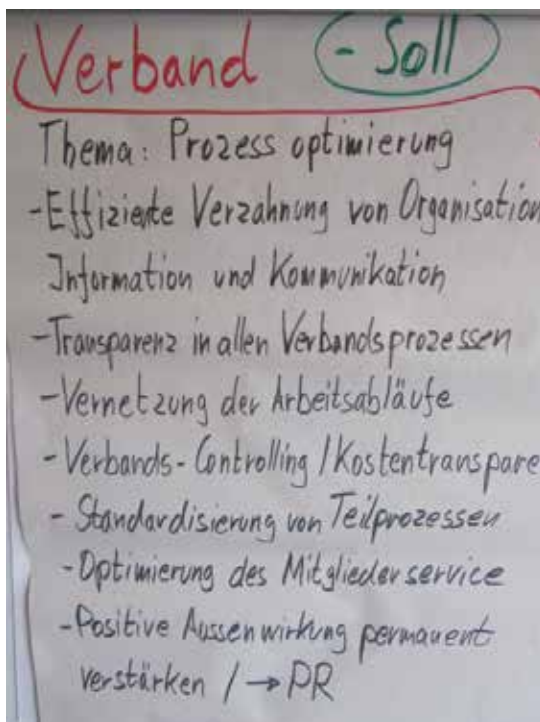 Verband - Soll
Thema: Prozess optimierung
- Effiziente Verzahnung von Organisation
Information und Kommunikation
- Transparenz in allen Verbandsprozessen
- Vernetzung der Arbeitsabläufe
- Verbands-Controlling / Kostentranspare
- Standardisierung von Teilprozessen
- Optimierung des Mitgliederservice
- Positive Aussenwirkung permanent
verstärken / → PR